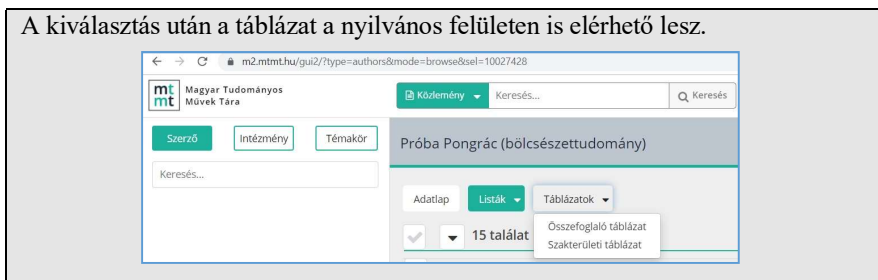 A kiválasztás után a táblázat a nyilvános felületen is elérhető lesz.
m2.mtmt.hu/gui2/?type=authors&mode=browse&sel=10027428
mt mt Magyar Tudományos Művek Tára
Közlemény Keresés... Keresés
Szerző Intézmény Témakör
Próba Pongrác (bölcsészettudomány)
Keresés...
Adatlap Listák Táblázatok
15 találat
Összefoglaló táblázat
Szakterületi táblázat